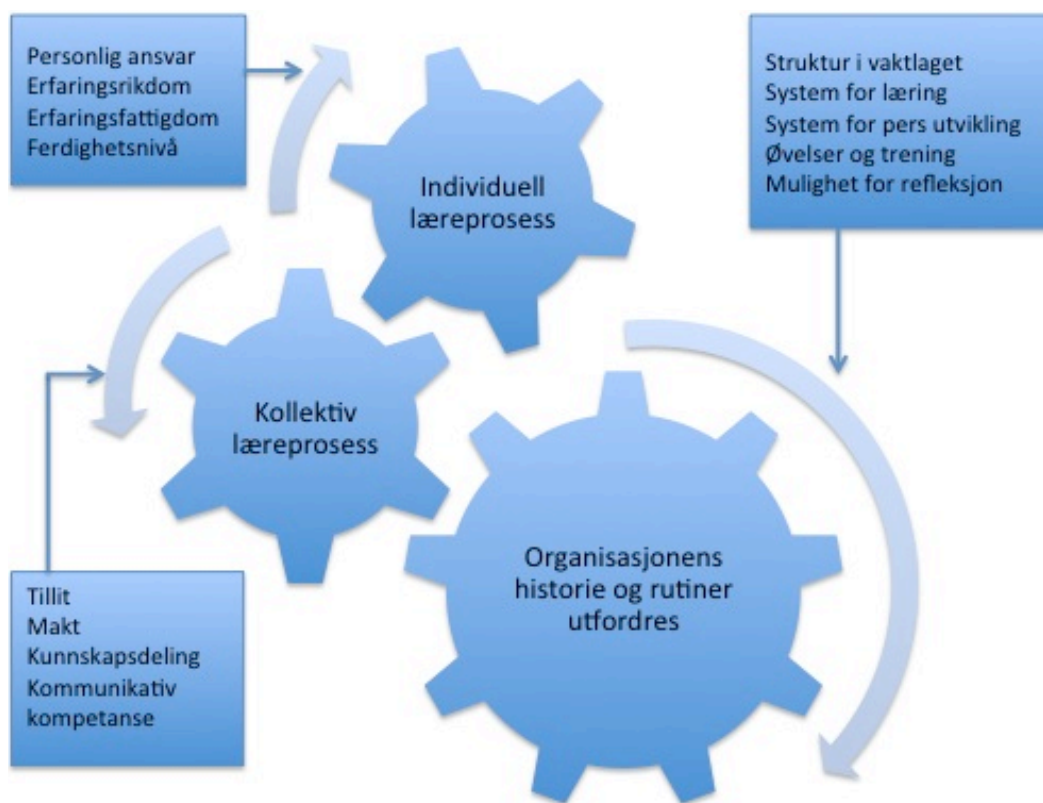 Personlig ansvar
Erfaringsrikdom
Erfaringsfattigdom
Ferdighetsnivå
Struktur i vaktlaget
System for læring
System for pers utvikling
Øvelser og trening
Mulighet for refleksjon
Individuell
læreprosess
Kollektiv
læreprosess
Organisasjonens
historie og rutiner
utfordres
Tillit
Makt
Kunnskapsdeling
Kommunikativ
kompetanse